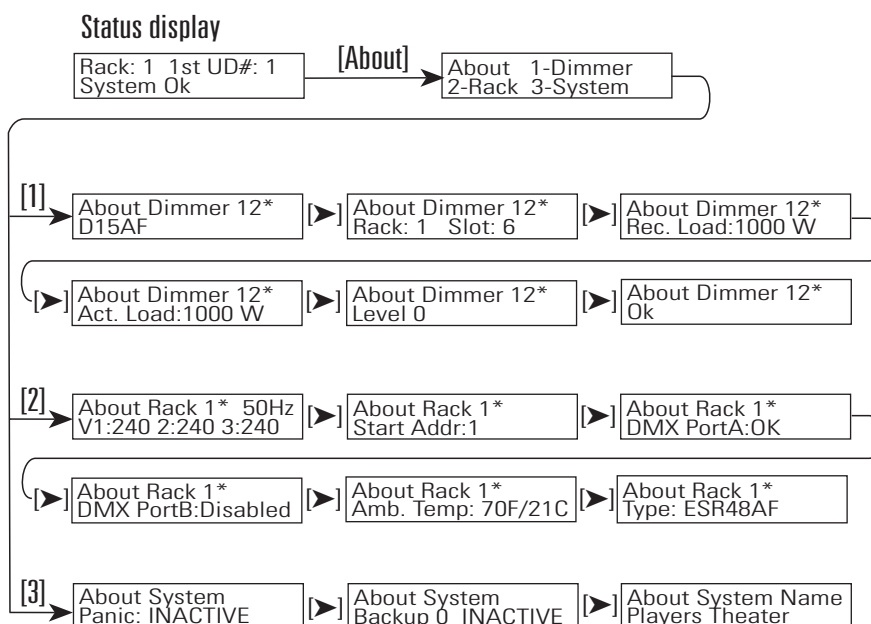 Status display
Rack: 1 1st UD#: 1
System Ok
[About]
About 1-Dimmer
2-Rack 3-System
[1]
About Dimmer 12*
D15AF
[➤]
About Dimmer 12*
Rack: 1 Slot: 6
[➤]
About Dimmer 12*
Rec. Load:1000 W
[➤]
About Dimmer 12*
Act. Load:1000 W
[➤]
About Dimmer 12*
Level 0
[➤]
About Dimmer 12*
Ok
[2]
About Rack 1* 50Hz
V1:240 2:240 3:240
[➤]
About Rack 1*
Start Addr:1
[➤]
About Rack 1*
DMX PortA:OK
[➤]
About Rack 1*
DMX PortB:Disabled
[➤]
About Rack 1*
Amb. Temp: 70F/21C
[➤]
About Rack 1*
Type: ESR48AF
[3]
About System
Panic: INACTIVE
[➤]
About System
Backup 0 INACTIVE
[➤]
About System Name
Players Theater